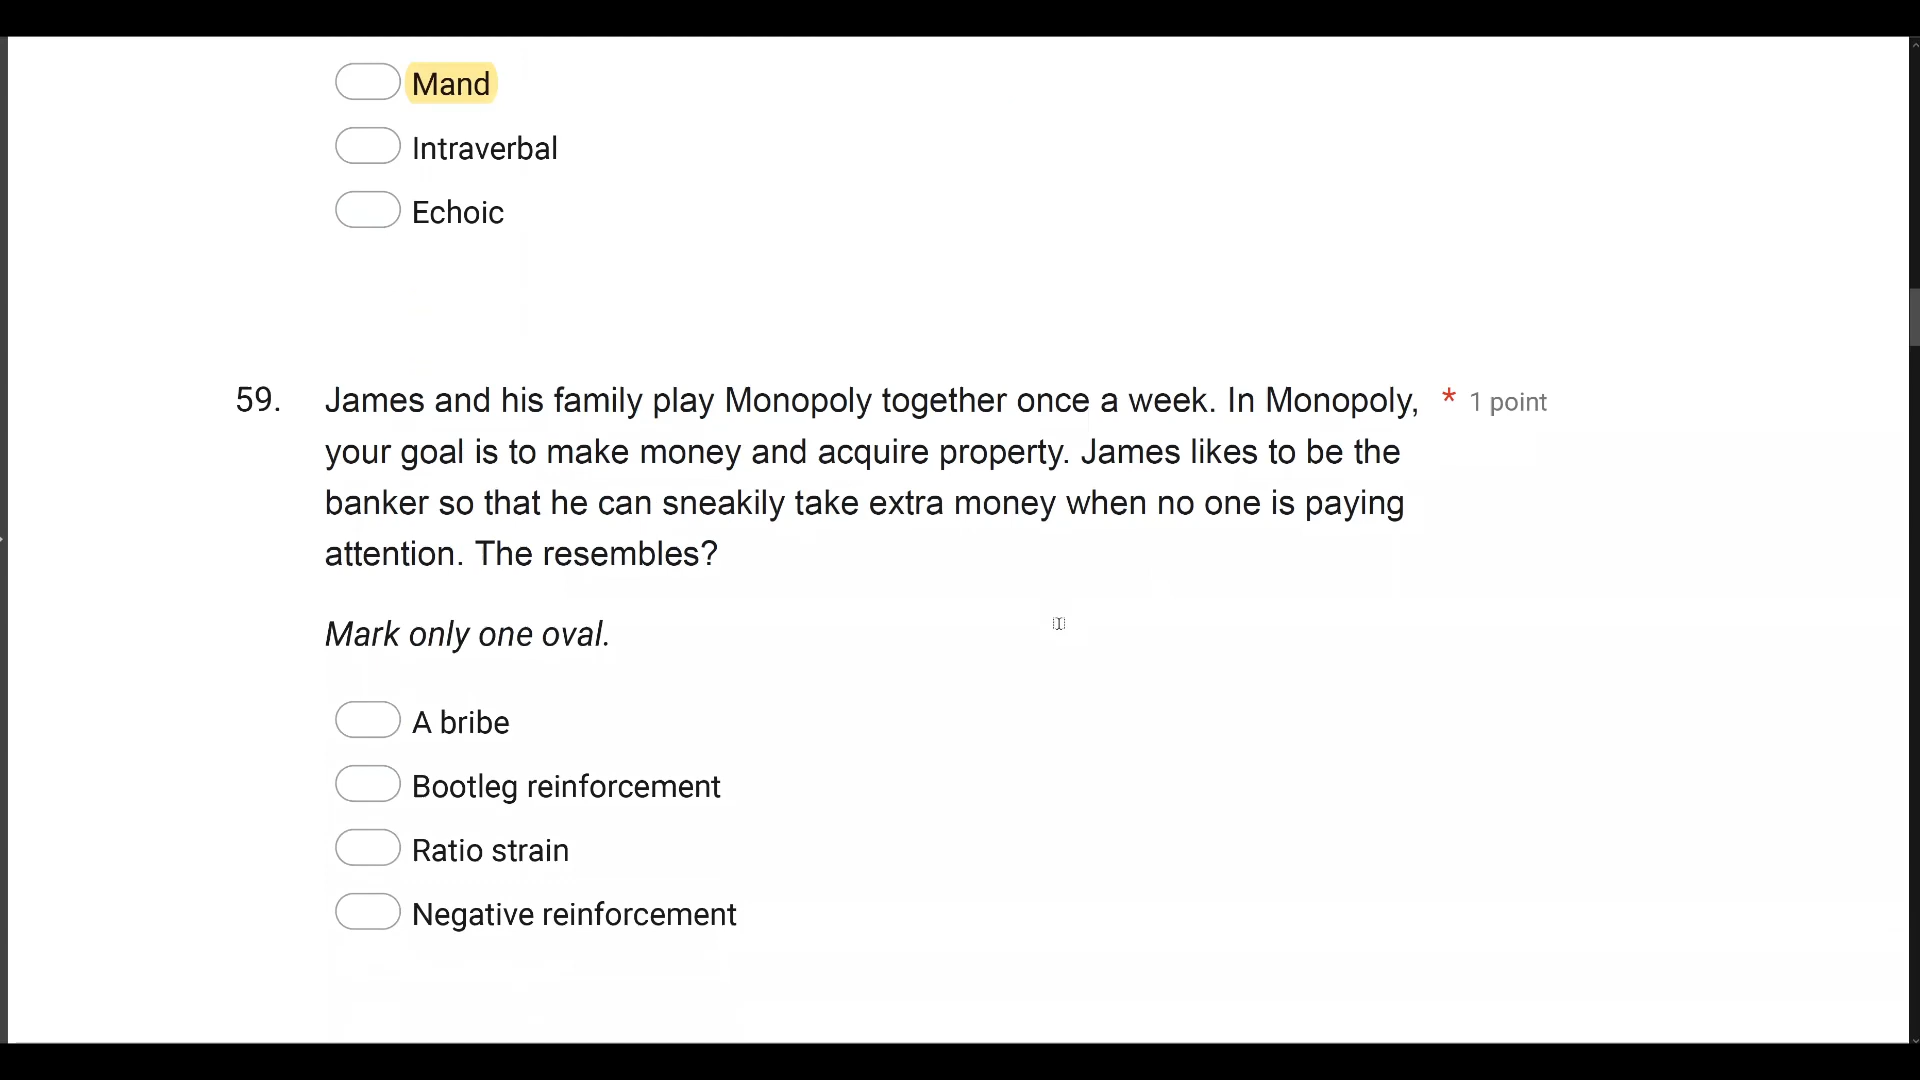 Mand
Intraverbal
Echoic
59. James and his family play Monopoly together once a week. In Monopoly, * 1 point
your goal is to make money and acquire property. James likes to be the
banker so that he can sneakily take extra money when no one is paying
attention. The resembles?
Mark only one oval.
A bribe
Bootleg reinforcement
Ratio strain
Negative reinforcement